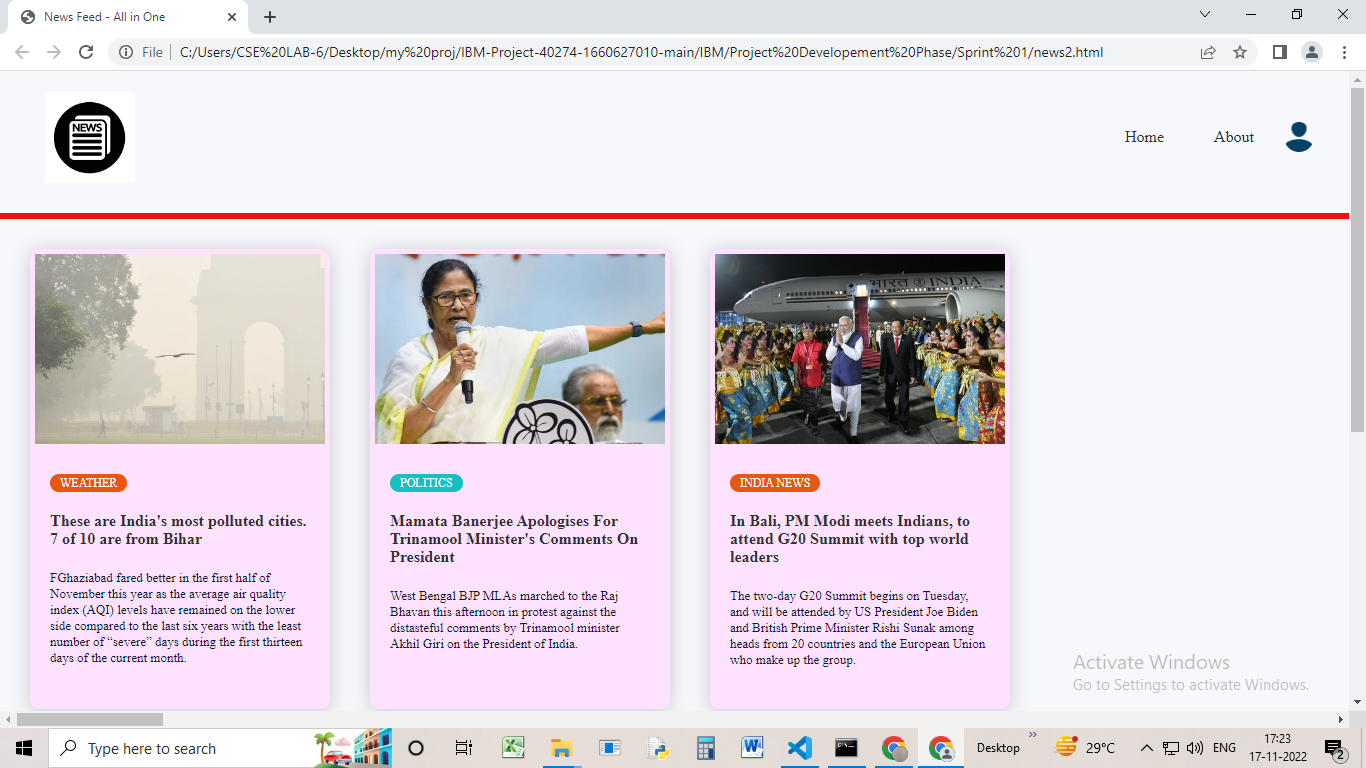 News Feed - All in One
File
C:/Users/CSE%20LAB-6/Desktop/my%20proj/IBM-Project-40274-1660627010-main/IBM/Project%20Developement%20Phase/Sprint%201/news2.html
NEWS
Home
About
भारत
INDIA
WEATHER
These are India's most polluted cities.
7 of 10 are from Bihar
FGhaziabad fared better in the first half of
November this year as the average air quality
index (AQI) levels have remained on the lower
side compared to the last six years with the least
number of “severe” days during the first thirteen
days of the current month.
POLITICS
Mamata Banerjee Apologises For
Trinamool Minister's Comments On
President
West Bengal BJP MLAs marched to the Raj
Bhavan this afternoon in protest against the
distasteful comments by Trinamool minister
Akhil Giri on the President of India.
INDIA NEWS
In Bali, PM Modi meets Indians, to
attend G20 Summit with top world
leaders
The two-day G20 Summit begins on Tuesday,
and will be attended by US President Joe Biden
and British Prime Minister Rishi Sunak among
heads from 20 countries and the European Union
who make up the group.
Activate Windows
Go to Settings to activate Windows.
Type here to search
Desktop
29°C
ENG
17:23
17-11-2022
2